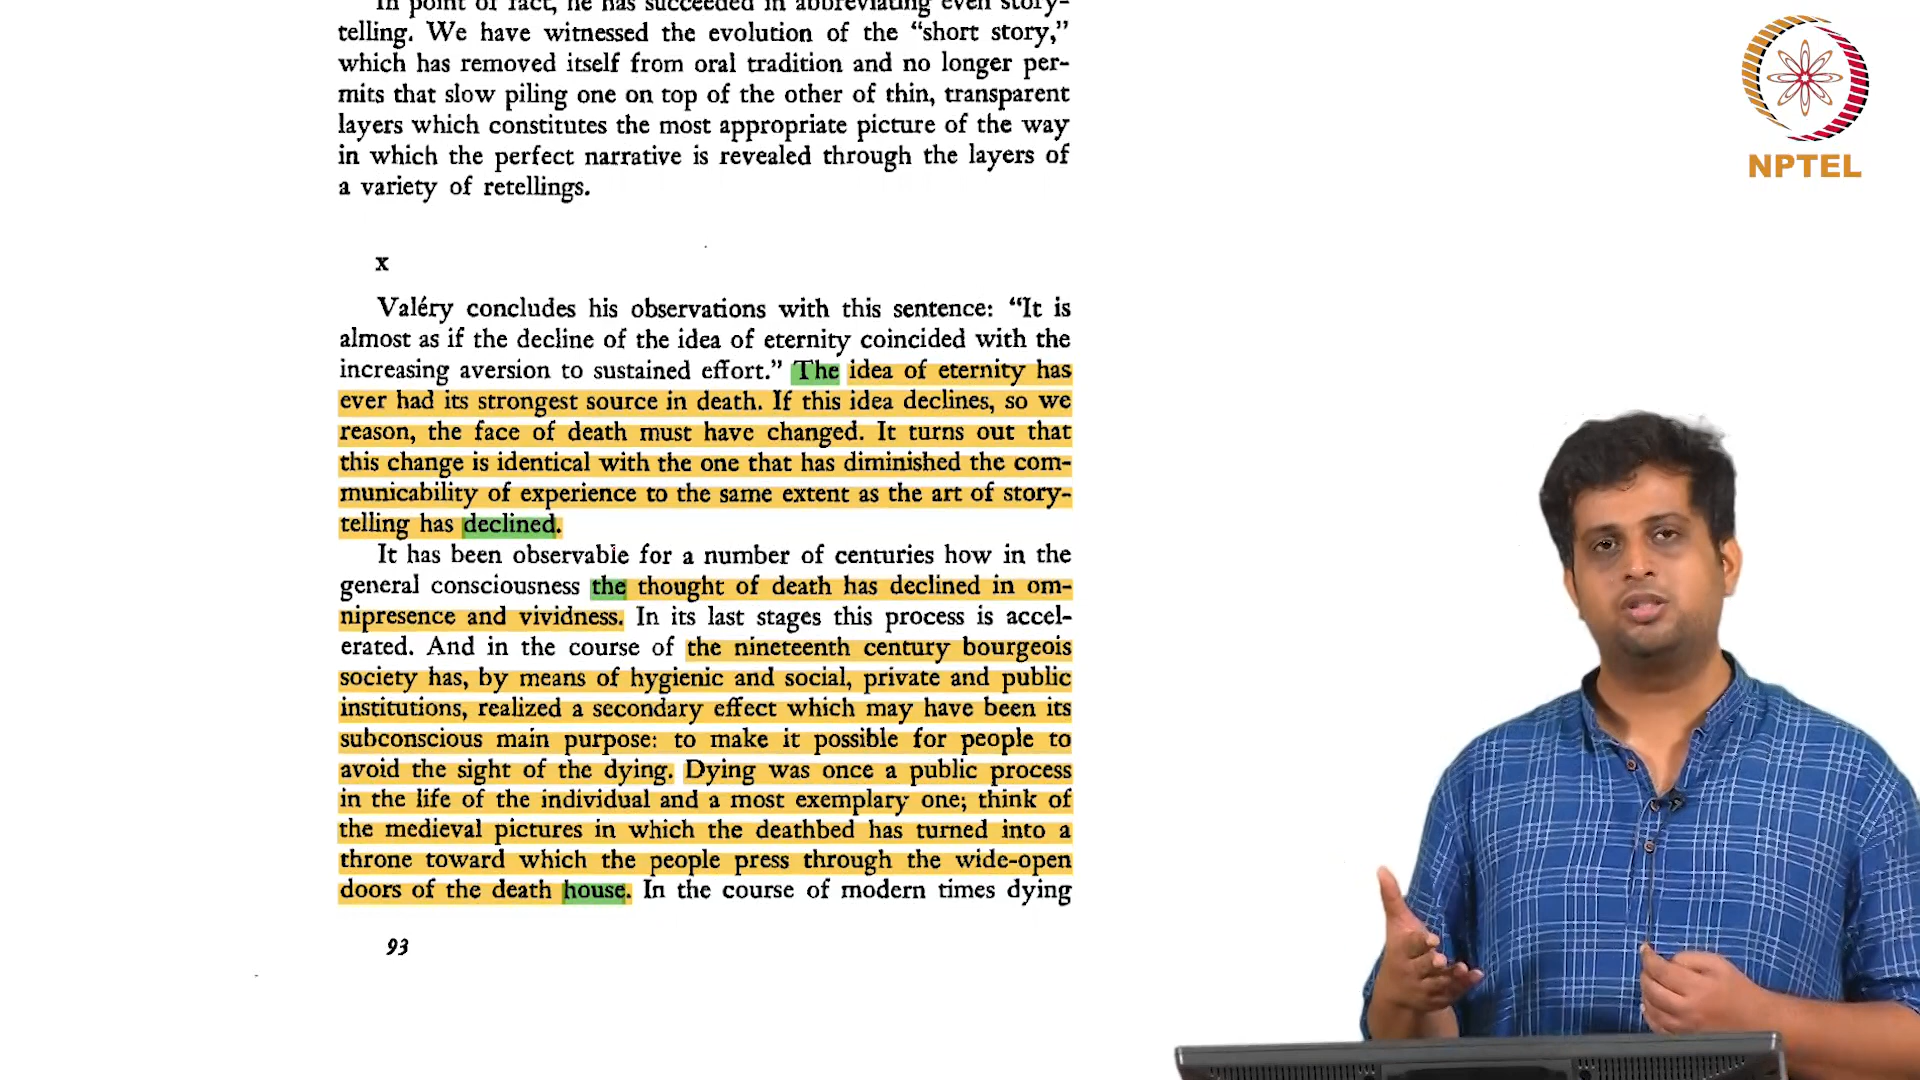 In point of fact, he has succeeded in abbreviating even story-
telling. We have witnessed the evolution of the “short story,”
which has removed itself from oral tradition and no longer per-
mits that slow piling one on top of the other of thin, transparent
layers which constitutes the most appropriate picture of the way
in which the perfect narrative is revealed through the layers of
a variety of retellings.
x
Valéry concludes his observations with this sentence: “It is
almost as if the decline of the idea of eternity coincided with the
increasing aversion to sustained effort.” The idea of eternity has
ever had its strongest source in death. If this idea declines, so we
reason, the face of death must have changed. It turns out that
this change is identical with the one that has diminished the com-
municability of experience to the same extent as the art of story-
telling has declined.
It has been observable for a number of centuries how in the
general consciousness the thought of death has declined in om-
nipresence and vividness. In its last stages this process is accel-
erated. And in the course of the nineteenth century bourgeois
society has, by means of hygienic and social, private and public
institutions, realized a secondary effect which may have been its
subconscious main purpose: to make it possible for people to
avoid the sight of the dying. Dying was once a public process
in the life of the individual and a most exemplary one; think of
the medieval pictures in which the deathbed has turned into a
throne toward which the people press through the wide-open
doors of the death house. In the course of modern times dying
93
NPTEL